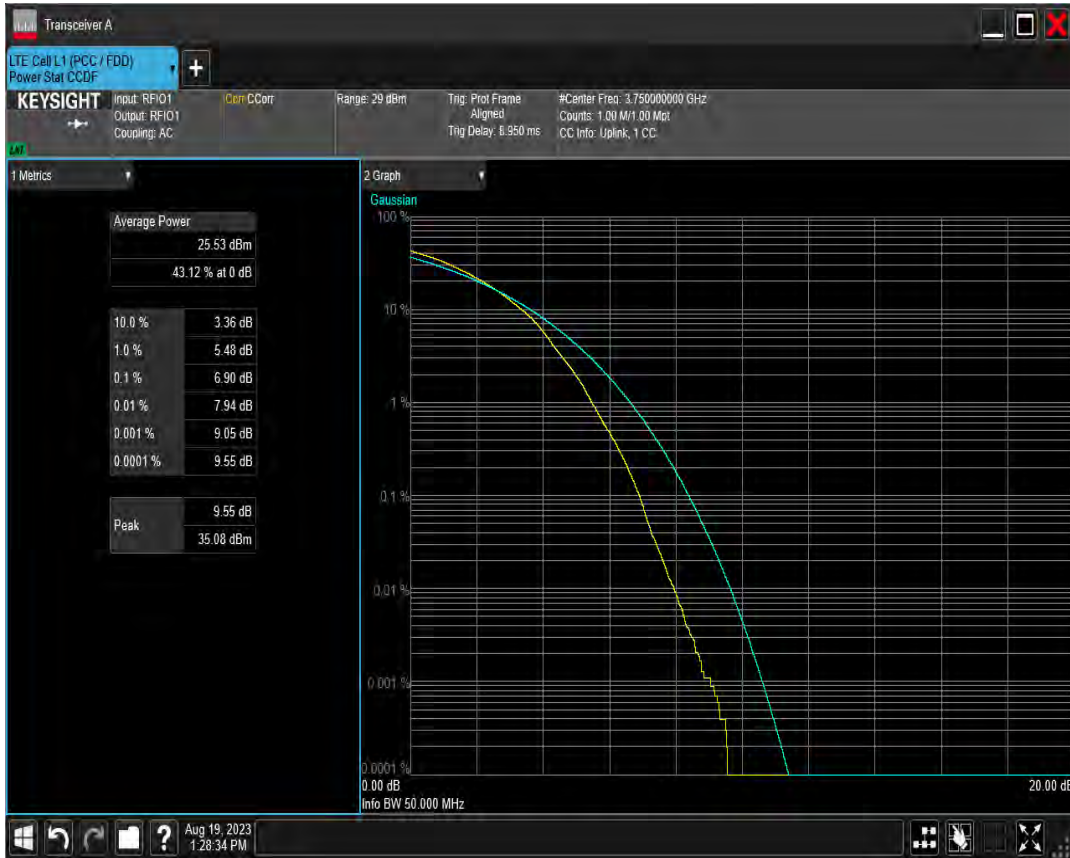 Transceiver A
LTE Cell L1 (PCC / FDD)
Power Stat CCDF
+
KEYSIGHT
Input: RFIO1
Output: RFIO1
Coupling: AC
Corr CCorr
Range: 29 dBm
Trig: Prot Frame
Aligned
Trig Delay: 8.950 ms
#Center Freq: 3.750000000 GHz
Counts: 1.00 M/1.00 Mpt
CC Info: Uplink, 1 CC
1 Metrics
Average Power
25.53 dBm
43.12 % at 0 dB
10.0 % 3.36 dB
1.0 % 5.48 dB
0.1 % 6.90 dB
0.01 % 7.94 dB
0.001 % 9.05 dB
0.0001 % 9.55 dB
Peak
9.55 dB
35.08 dBm
2 Graph
Gaussian
100 %
10 %
1 %
0.1 %
0.01 %
0.001 %
0.0001 %
0.00 dB 20.00 dB
Info BW 50.000 MHz
?
Aug 19, 2023
1:28:34 PM